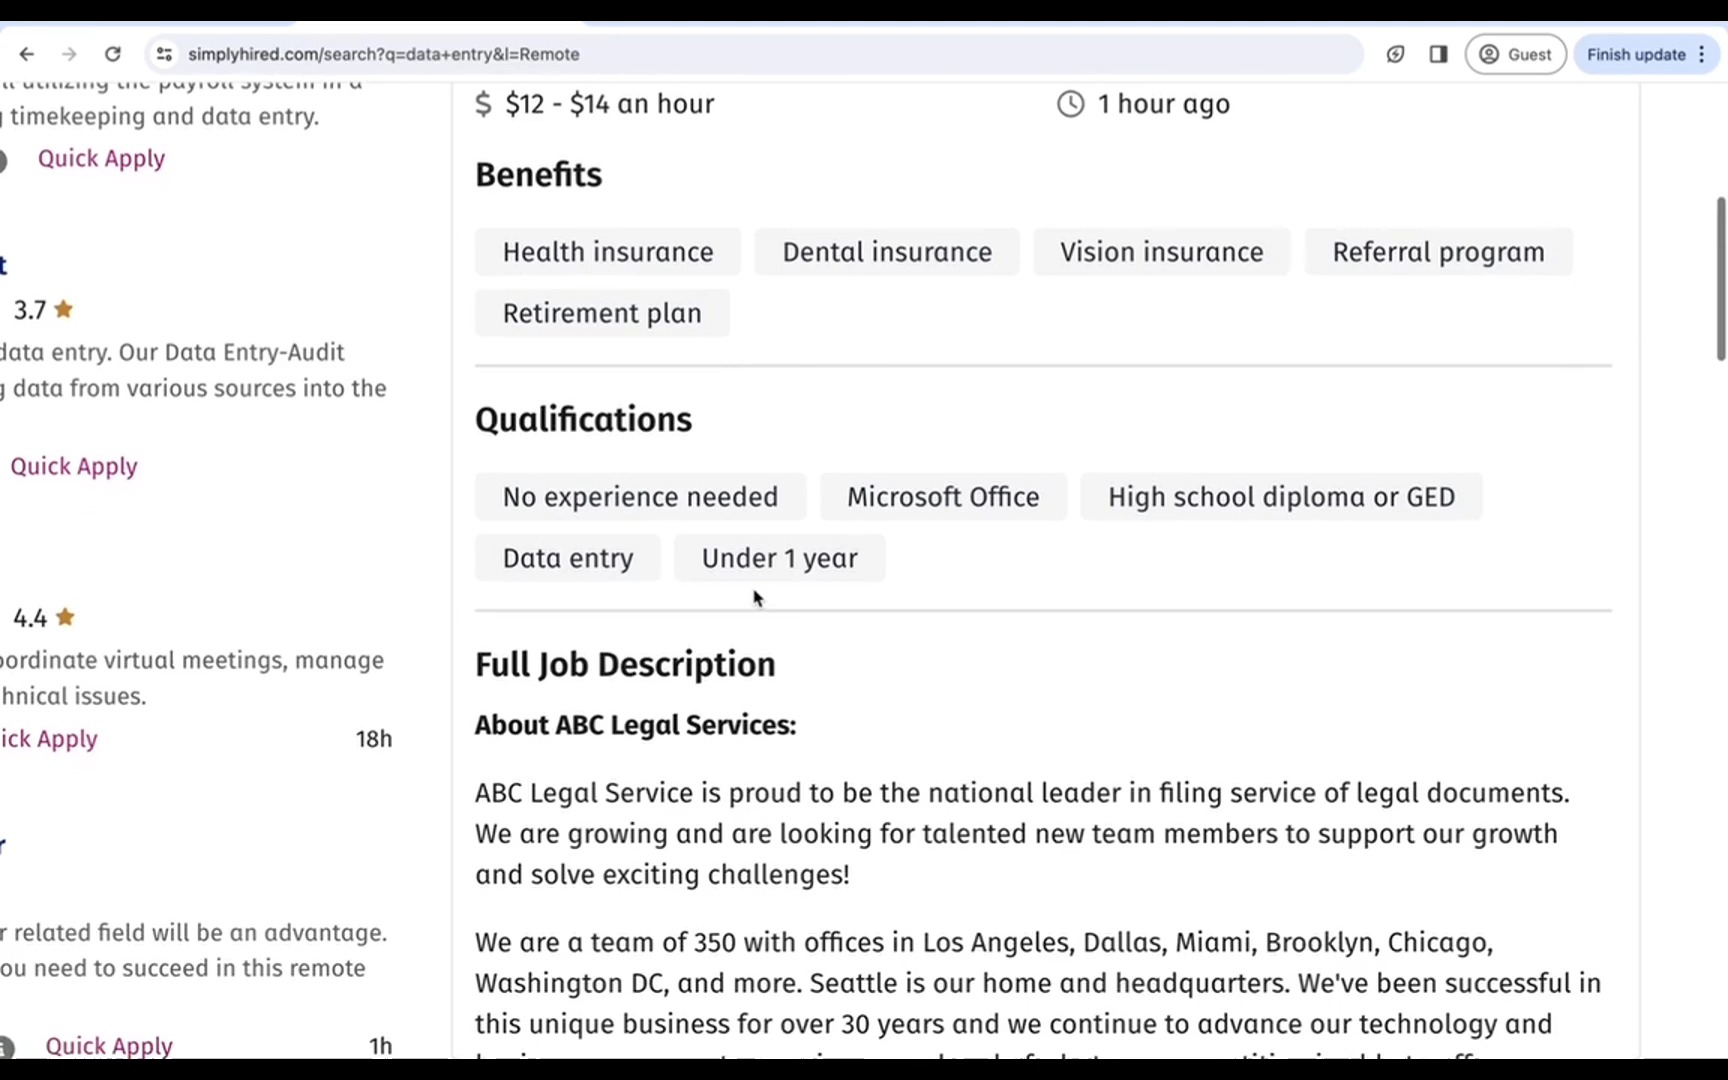 simplyhired.com/search?q=data+entry&l=Remote
Guest
Finish update
timekeeping and data entry.
Quick Apply
3.7
data entry. Our Data Entry-Audit
data from various sources into the
Quick Apply
4.4
virtual meetings, manage
issues.
Apply
18h
related field will be an advantage.
need to succeed in this remote
Quick Apply
1h
$ $12 - $14 an hour
1 hour ago
Benefits
Health insurance
Dental insurance
Vision insurance
Referral program
Retirement plan
Qualifications
No experience needed
Microsoft Office
High school diploma or GED
Data entry
Under 1 year
Full Job Description
About ABC Legal Services:
ABC Legal Service is proud to be the national leader in filing service of legal documents.
We are growing and are looking for talented new team members to support our growth
and solve exciting challenges!
We are a team of 350 with offices in Los Angeles, Dallas, Miami, Brooklyn, Chicago,
Washington DC, and more. Seattle is our home and headquarters. We've been successful in
this unique business for over 30 years and we continue to advance our technology and